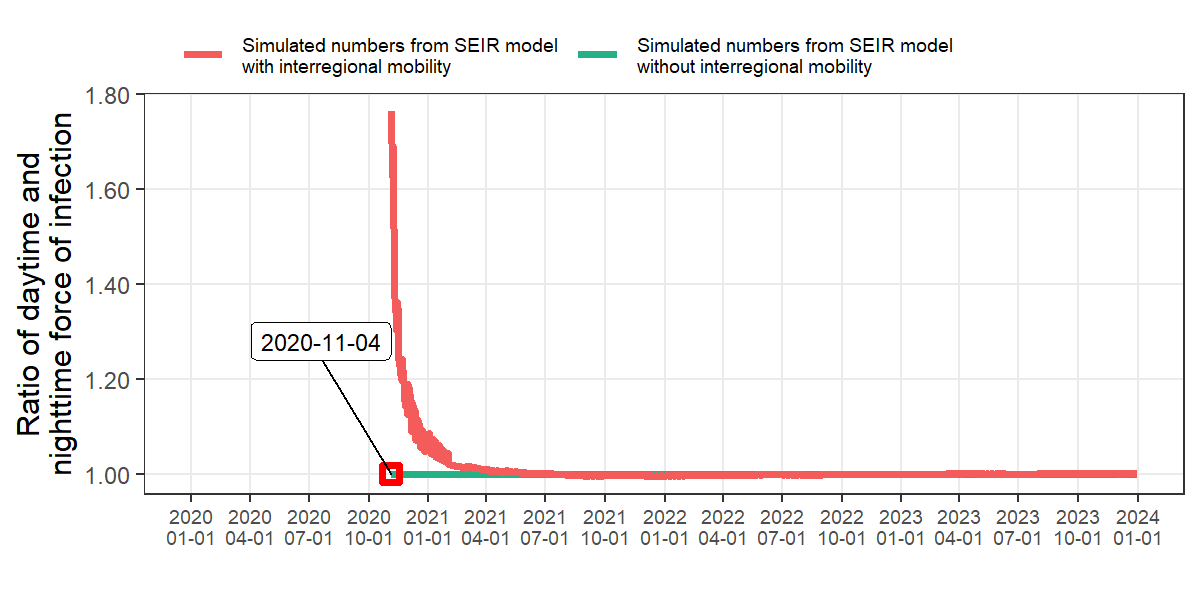 Simulated numbers from SEIR model
with interregional mobility
Simulated numbers from SEIR model
without interregional mobility
Ratio of daytime and
nighttime force of infection
1.80
1.60
1.40
1.20
1.00
2020-11-04
2020 2020 2020 2020 2021 2021 2021 2021 2022 2022 2022 2022 2023 2023 2023 2023 2024
01-01 04-01 07-01 10-01 01-01 04-01 07-01 10-01 01-01 04-01 07-01 10-01 01-01 04-01 07-01 10-01 01-01